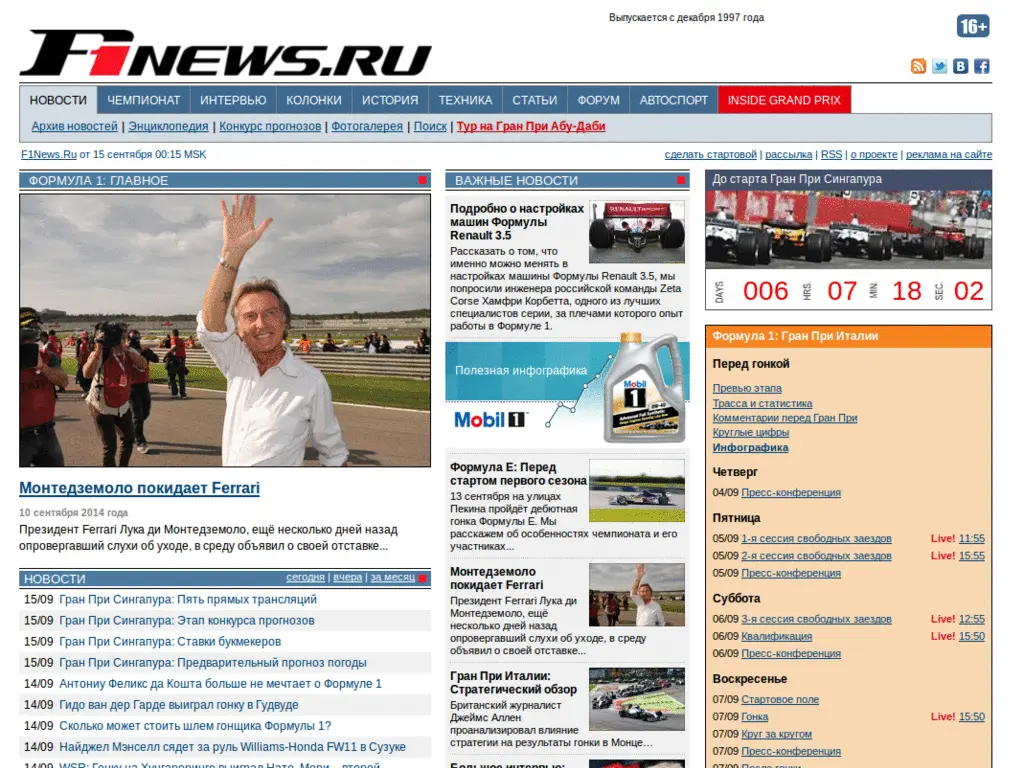 Выпускается с декабря 1997 года
16+
F1NEWS.RU
НОВОСТИ ЧЕМПИОНАТ ИНТЕРВЬЮ КОЛОНКИ ИСТОРИЯ ТЕХНИКА СТАТЬИ ФОРУМ АВТОСПОРТ INSIDE GRAND PRIX
Архив новостей | Энциклопедия | Конкурс прогнозов | Фотогалерея | Поиск | Тур на Гран При Абу-Даби
F1News.Ru от 15 сентября 00:15 MSK
сделать стартовой | рассылка | RSS | о проекте | реклама на сайте
ФОРМУЛА 1: ГЛАВНОЕ
Монтедземоло покидает Ferrari
10 сентября 2014 года
Президент Ferrari Лука ди Монтедземоло, ещё несколько дней назад
опровергавший слухи об уходе, в среду объявил о своей отставке...
НОВОСТИ
сегодня | вчера | за месяц
15/09 Гран При Сингапура: Пять прямых трансляций
15/09 Гран При Сингапура: Этап конкурса прогнозов
15/09 Гран При Сингапура: Ставки букмекеров
15/09 Гран При Сингапура: Предварительный прогноз погоды
14/09 Антониу Феликс да Кошта больше не мечтает о Формуле 1
14/09 Гидо ван дер Гарде выиграл гонку в Гудвуде
14/09 Сколько может стоить шлем гонщика Формулы 1?
14/09 Найджел Мэнселл сядет за руль Williams-Honda FW11 в Сузуке
ВАЖНЫЕ НОВОСТИ
Подробно о настройках
машин Формулы
Renault 3.5
Рассказать о том, что
именно можно менять в
настройках машины Формулы Renault 3.5, мы
попросили инженера российской команды Zeta
Corse Хамфри Корбетта, одного из лучших
специалистов серии, за плечами которого опыт
работы в Формуле 1.
Полезная инфографика
Mobil 1
Mobil
1
Формула E: Перед
стартом первого сезона
13 сентября на улицах
Пекина пройдёт дебютная
гонка Формулы E. Мы
расскажем об особенностях чемпионата и его
участниках...
Монтедземоло
покидает Ferrari
Президент Ferrari Лука ди
Монтедземоло, ещё
несколько дней назад
опровергавший слухи об уходе, в среду
объявил о своей отставке...
Гран При Италии:
Стратегический обзор
Британский журналист
Джеймс Аллен
проанализировал влияние
стратегии на результаты гонки в Монце…
Большое интервью:
До старта Гран При Сингапура
DAYS 006 HRS. 07 MIN. 18 SEC. 02
Формула 1: Гран При Италии
Перед гонкой
Превью этапа
Трасса и статистика
Комментарии перед Гран При
Круглые цифры
Инфографика
Четверг
04/09 Пресс-конференция
Пятница
05/09 1-я сессия свободных заездов Live! 11:55
05/09 2-я сессия свободных заездов Live! 15:55
05/09 Пресс-конференция
Суббота
06/09 3-я сессия свободных заездов Live! 12:55
06/09 Квалификация Live! 15:50
06/09 Пресс-конференция
Воскресенье
07/09 Стартовое поле
07/09 Гонка Live! 15:50
07/09 Круг за кругом
07/09 Пресс-конференция